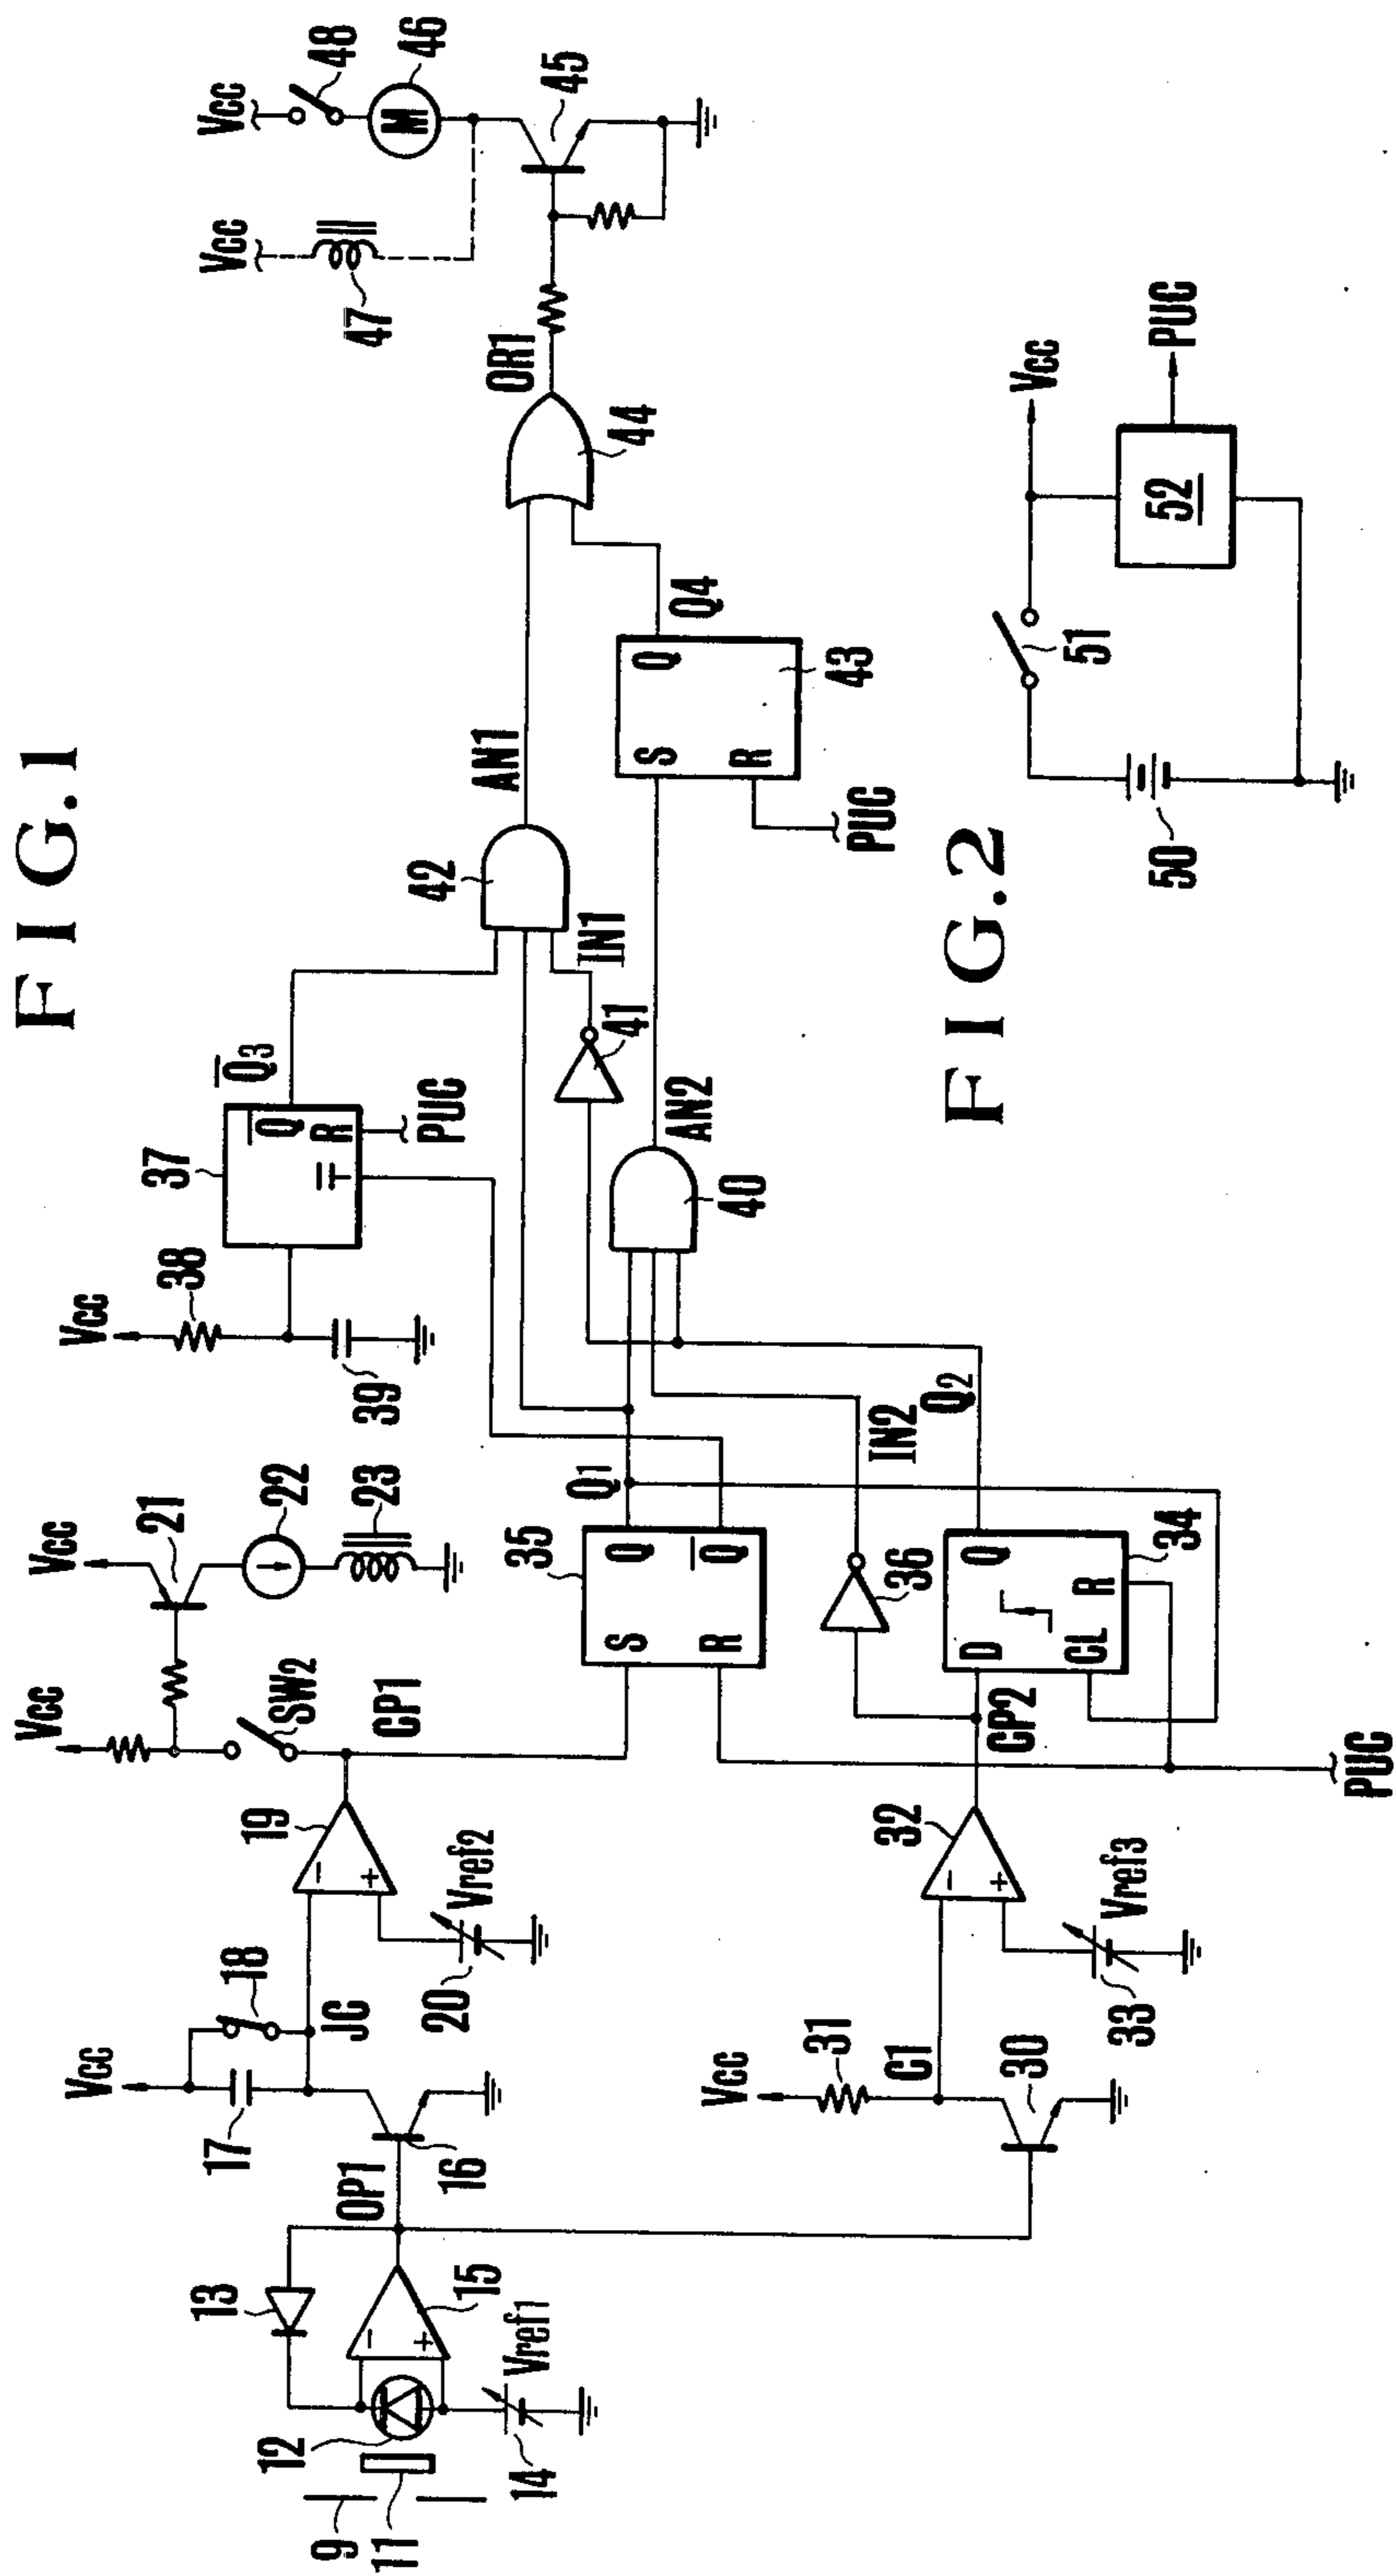 FIG.1
9
11
12
13
14
Vref1
15
OP1
16
Vcc
17
18
JC
19
20
Vref2
CP1
SW2
Vcc
Vcc
21
22
23
Vcc
30
31
C1
32
33
Vref3
CP2
D
CL
Q
R
34
Q2
PUC
S
R
Q
Q̅
35
Q1
36
IN2
Vcc
38
39
37
Q̅
R
Q̅3
PUC
40
AN2
41
IN1
42
AN1
S
R
Q
43
Q4
PUC
44
OR1
45
Vcc
47
Vcc
48
M
46
FIG.2
50
51
52
Vcc
PUC